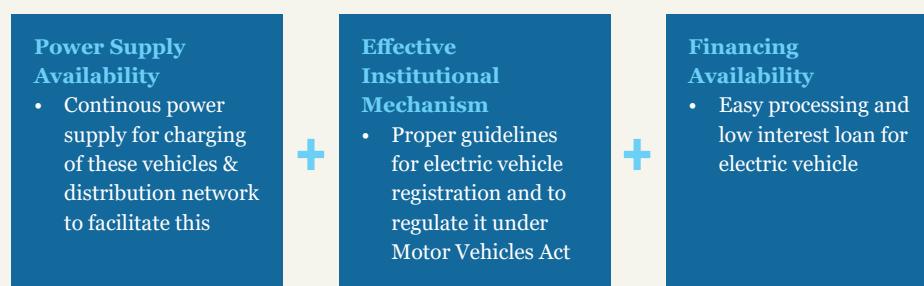 Power Supply
Availability
• Continous power
supply for charging
of these vehicles &
distribution network
to facilitate this
+
Effective
Institutional
Mechanism
• Proper guidelines
for electric vehicle
registration and to
regulate it under
Motor Vehicles Act
+
Financing
Availability
• Easy processing and
low interest loan for
electric vehicle